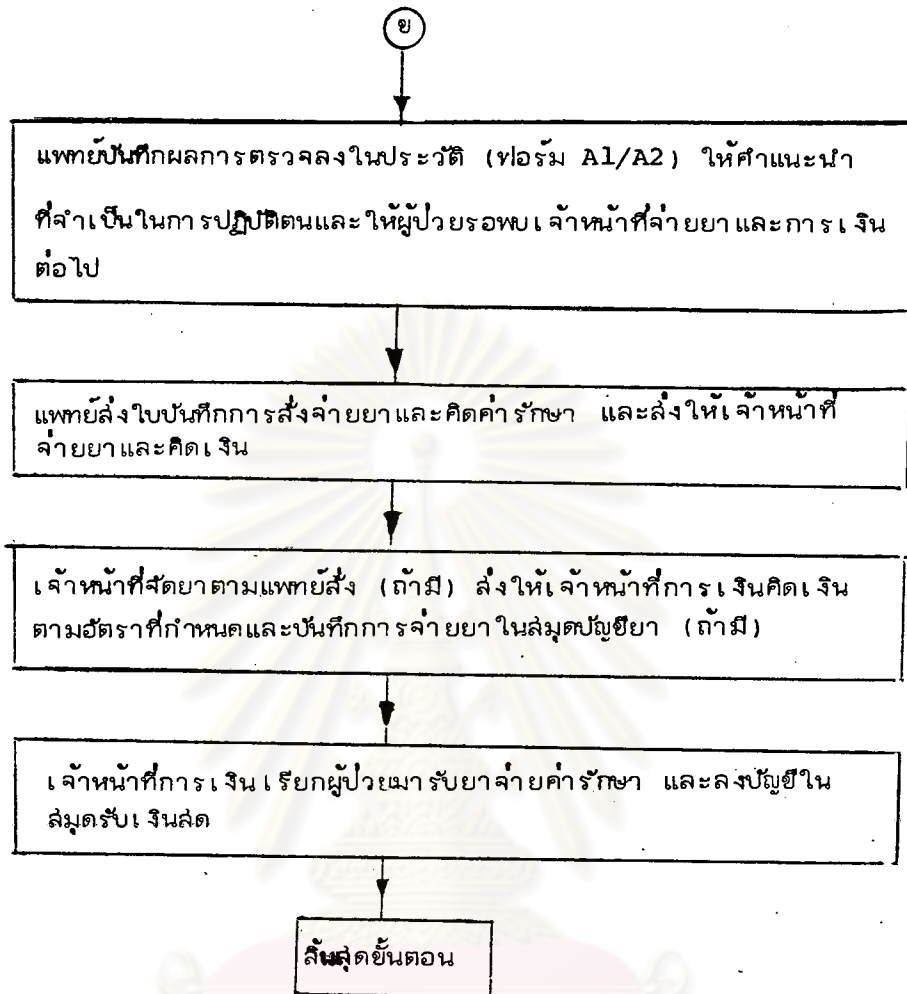 ข
แพทย์บันทึกผลการตรวจลงในประวัติ (ฟอร์ม A1/A2) ให้คำแนะนำ
ที่จำเป็นในการปฏิบัติตนและให้ผู้ป่วยรอพบเจ้าหน้าที่จ่ายยาและการเงิน
ต่อไป
แพทย์ส่งใบบันทึกการสั่งจ่ายยาและคิดค่ารักษา และส่งให้เจ้าหน้าที่
จ่ายยาและคิดเงิน
เจ้าหน้าที่จัดยาตามแพทย์สั่ง (ถ้ามี) ส่งให้เจ้าหน้าที่การเงินคิดเงิน
ตามอัตราที่กำหนดและบันทึกการจ่ายยาในสมุดบัญชียา (ถ้ามี)
เจ้าหน้าที่การเงินเรียกผู้ป่วยมารับยาจ่ายค่ารักษา และลงบัญชีใน
สมุดรับเงินสด
สิ้นสุดขั้นตอน